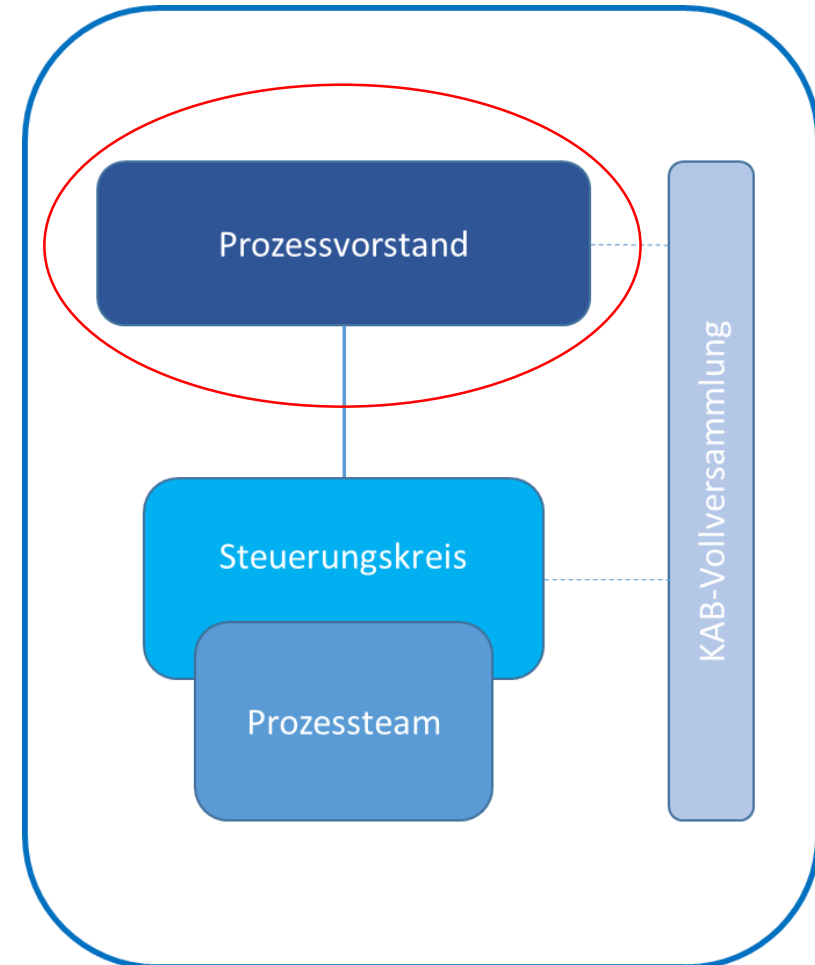 Prozessvorstand
Steuerungskreis
Prozessteam
KAB-Vollversammlung